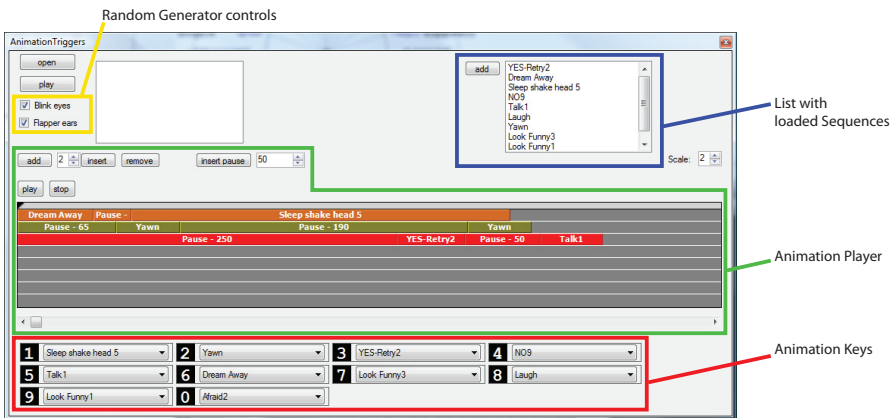 Random Generator controls
AnimationTriggers
open
play
Blink eyes
Flapper ears
add
YES-Retry2
Dream Away
Sleep shake head 5
NO9
Talk1
Laugh
Yawn
Look Funny3
Look Funny1
List with
loaded Sequences
add 2 insert remove insert pause 50 Scale: 2
play stop
Dream Away Pause - Sleep shake head 5
Pause - 65 Yawn Pause - 190 Yawn
Pause - 250 YES-Retry2 Pause - 50 Talk1
Animation Player
1 Sleep shake head 5 2 Yawn 3 YES-Retry2 4 NO9
Animation Keys
5 Talk1 6 Dream Away 7 Look Funny3 8 Laugh
9 Look Funny1 0 Afraid2